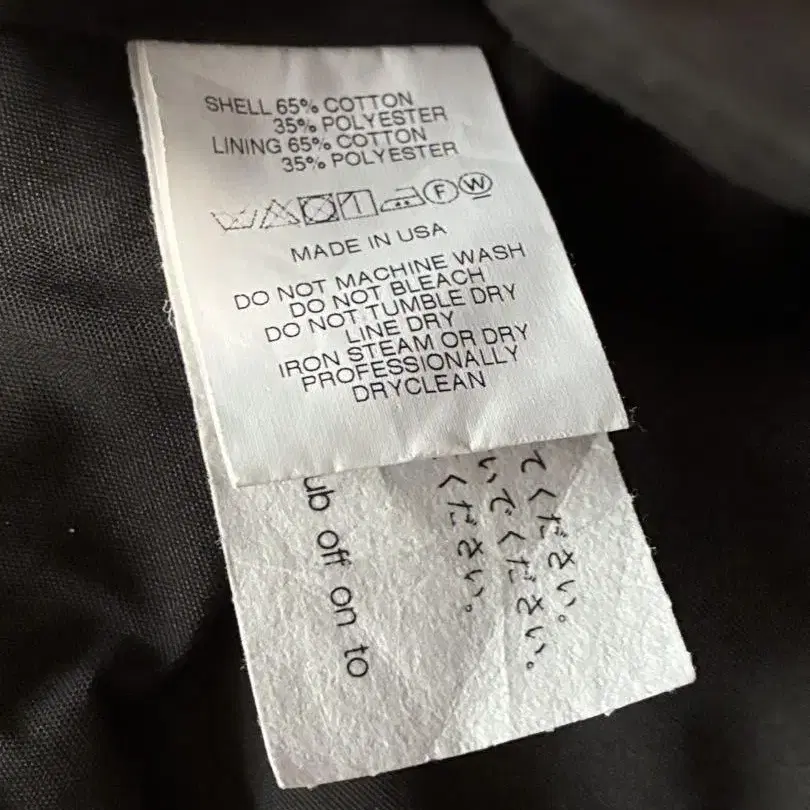 SHELL 65% COTTON
35% POLYESTER
LINING 65% COTTON
35% POLYESTER
F W
MADE IN USA
DO NOT MACHINE WASH
DO NOT BLEACH
DO NOT TUMBLE DRY
LINE DRY
IRON STEAM OR DRY
PROFESSIONALLY
DRYCLEAN
てください。
いでください。
ください。
ub off on to